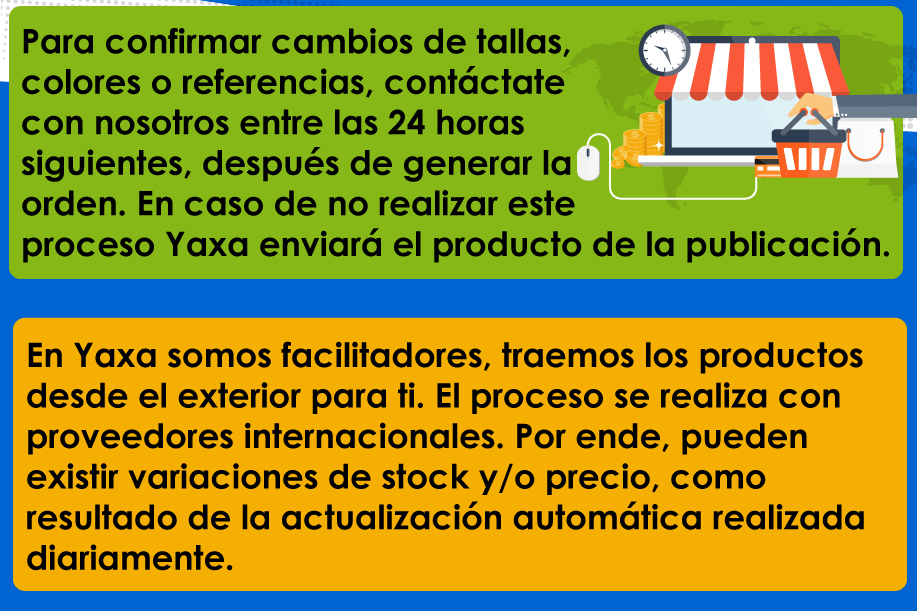 Para confirmar cambios de tallas,
colores o referencias, contáctate
con nosotros entre las 24 horas
siguientes, después de generar la
orden. En caso de no realizar este
proceso Yaxa enviará el producto de la publicación.
En Yaxa somos facilitadores, traemos los productos
desde el exterior para ti. El proceso se realiza con
proveedores internacionales. Por ende, pueden
existir variaciones de stock y/o precio, como
resultado de la actualización automática realizada
diariamente.